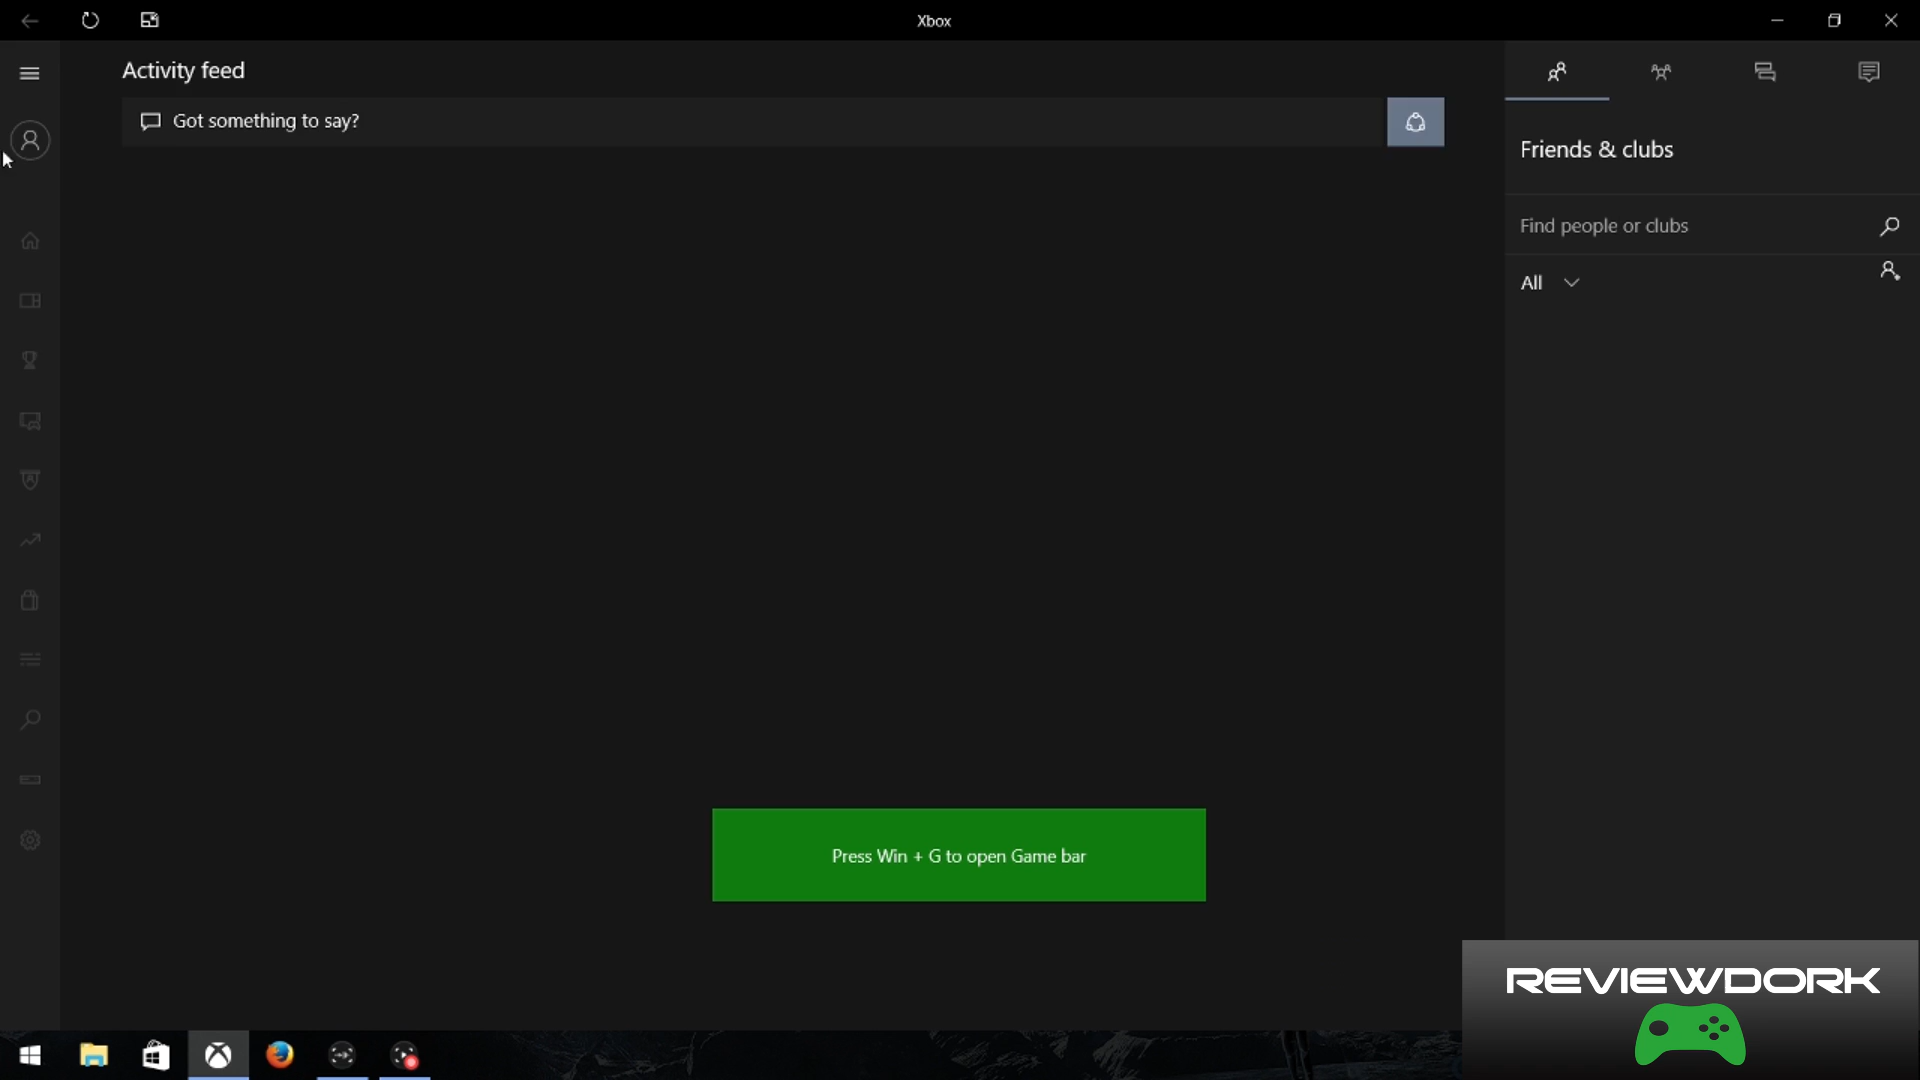 Xbox
Activity feed
Got something to say?
Friends & clubs
Find people or clubs
All
Press Win + G to open Game bar
REVIEWDORK